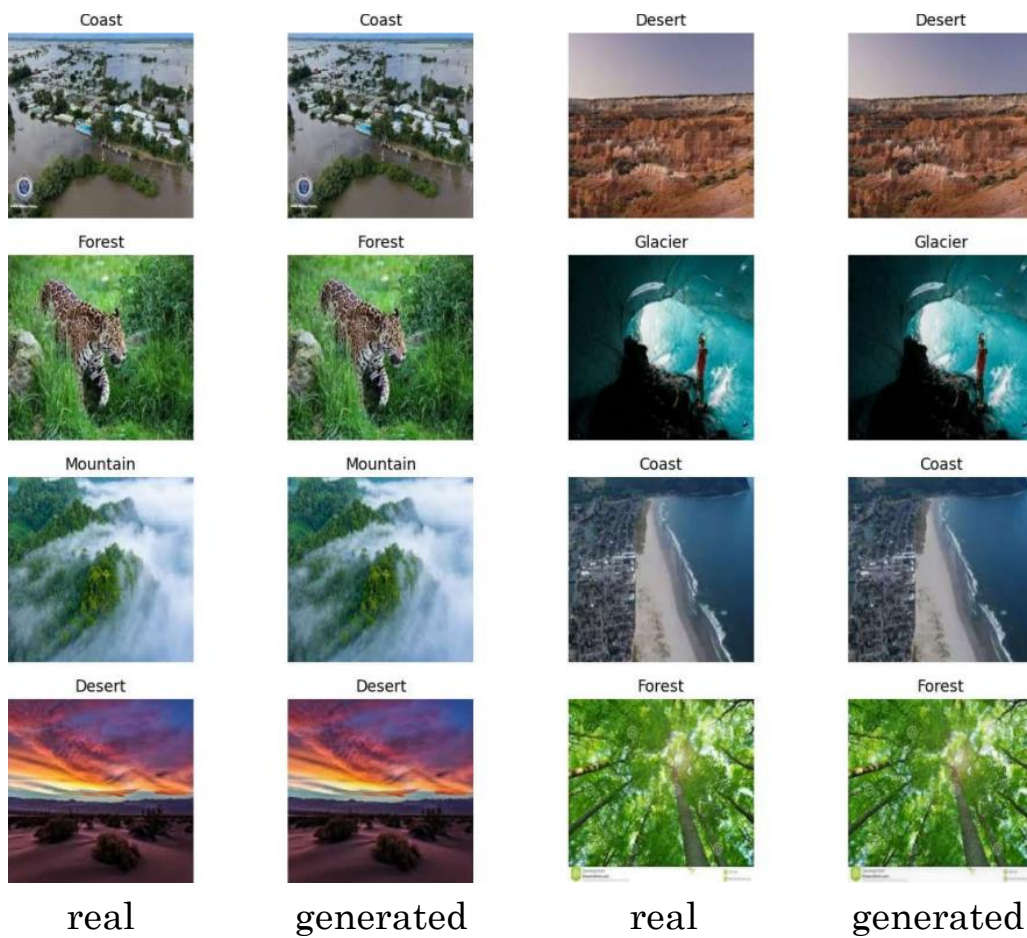 Coast Coast Desert Desert
Forest Forest Glacier Glacier
Mountain Mountain Coast Coast
Desert Desert Forest Forest
real generated real generated